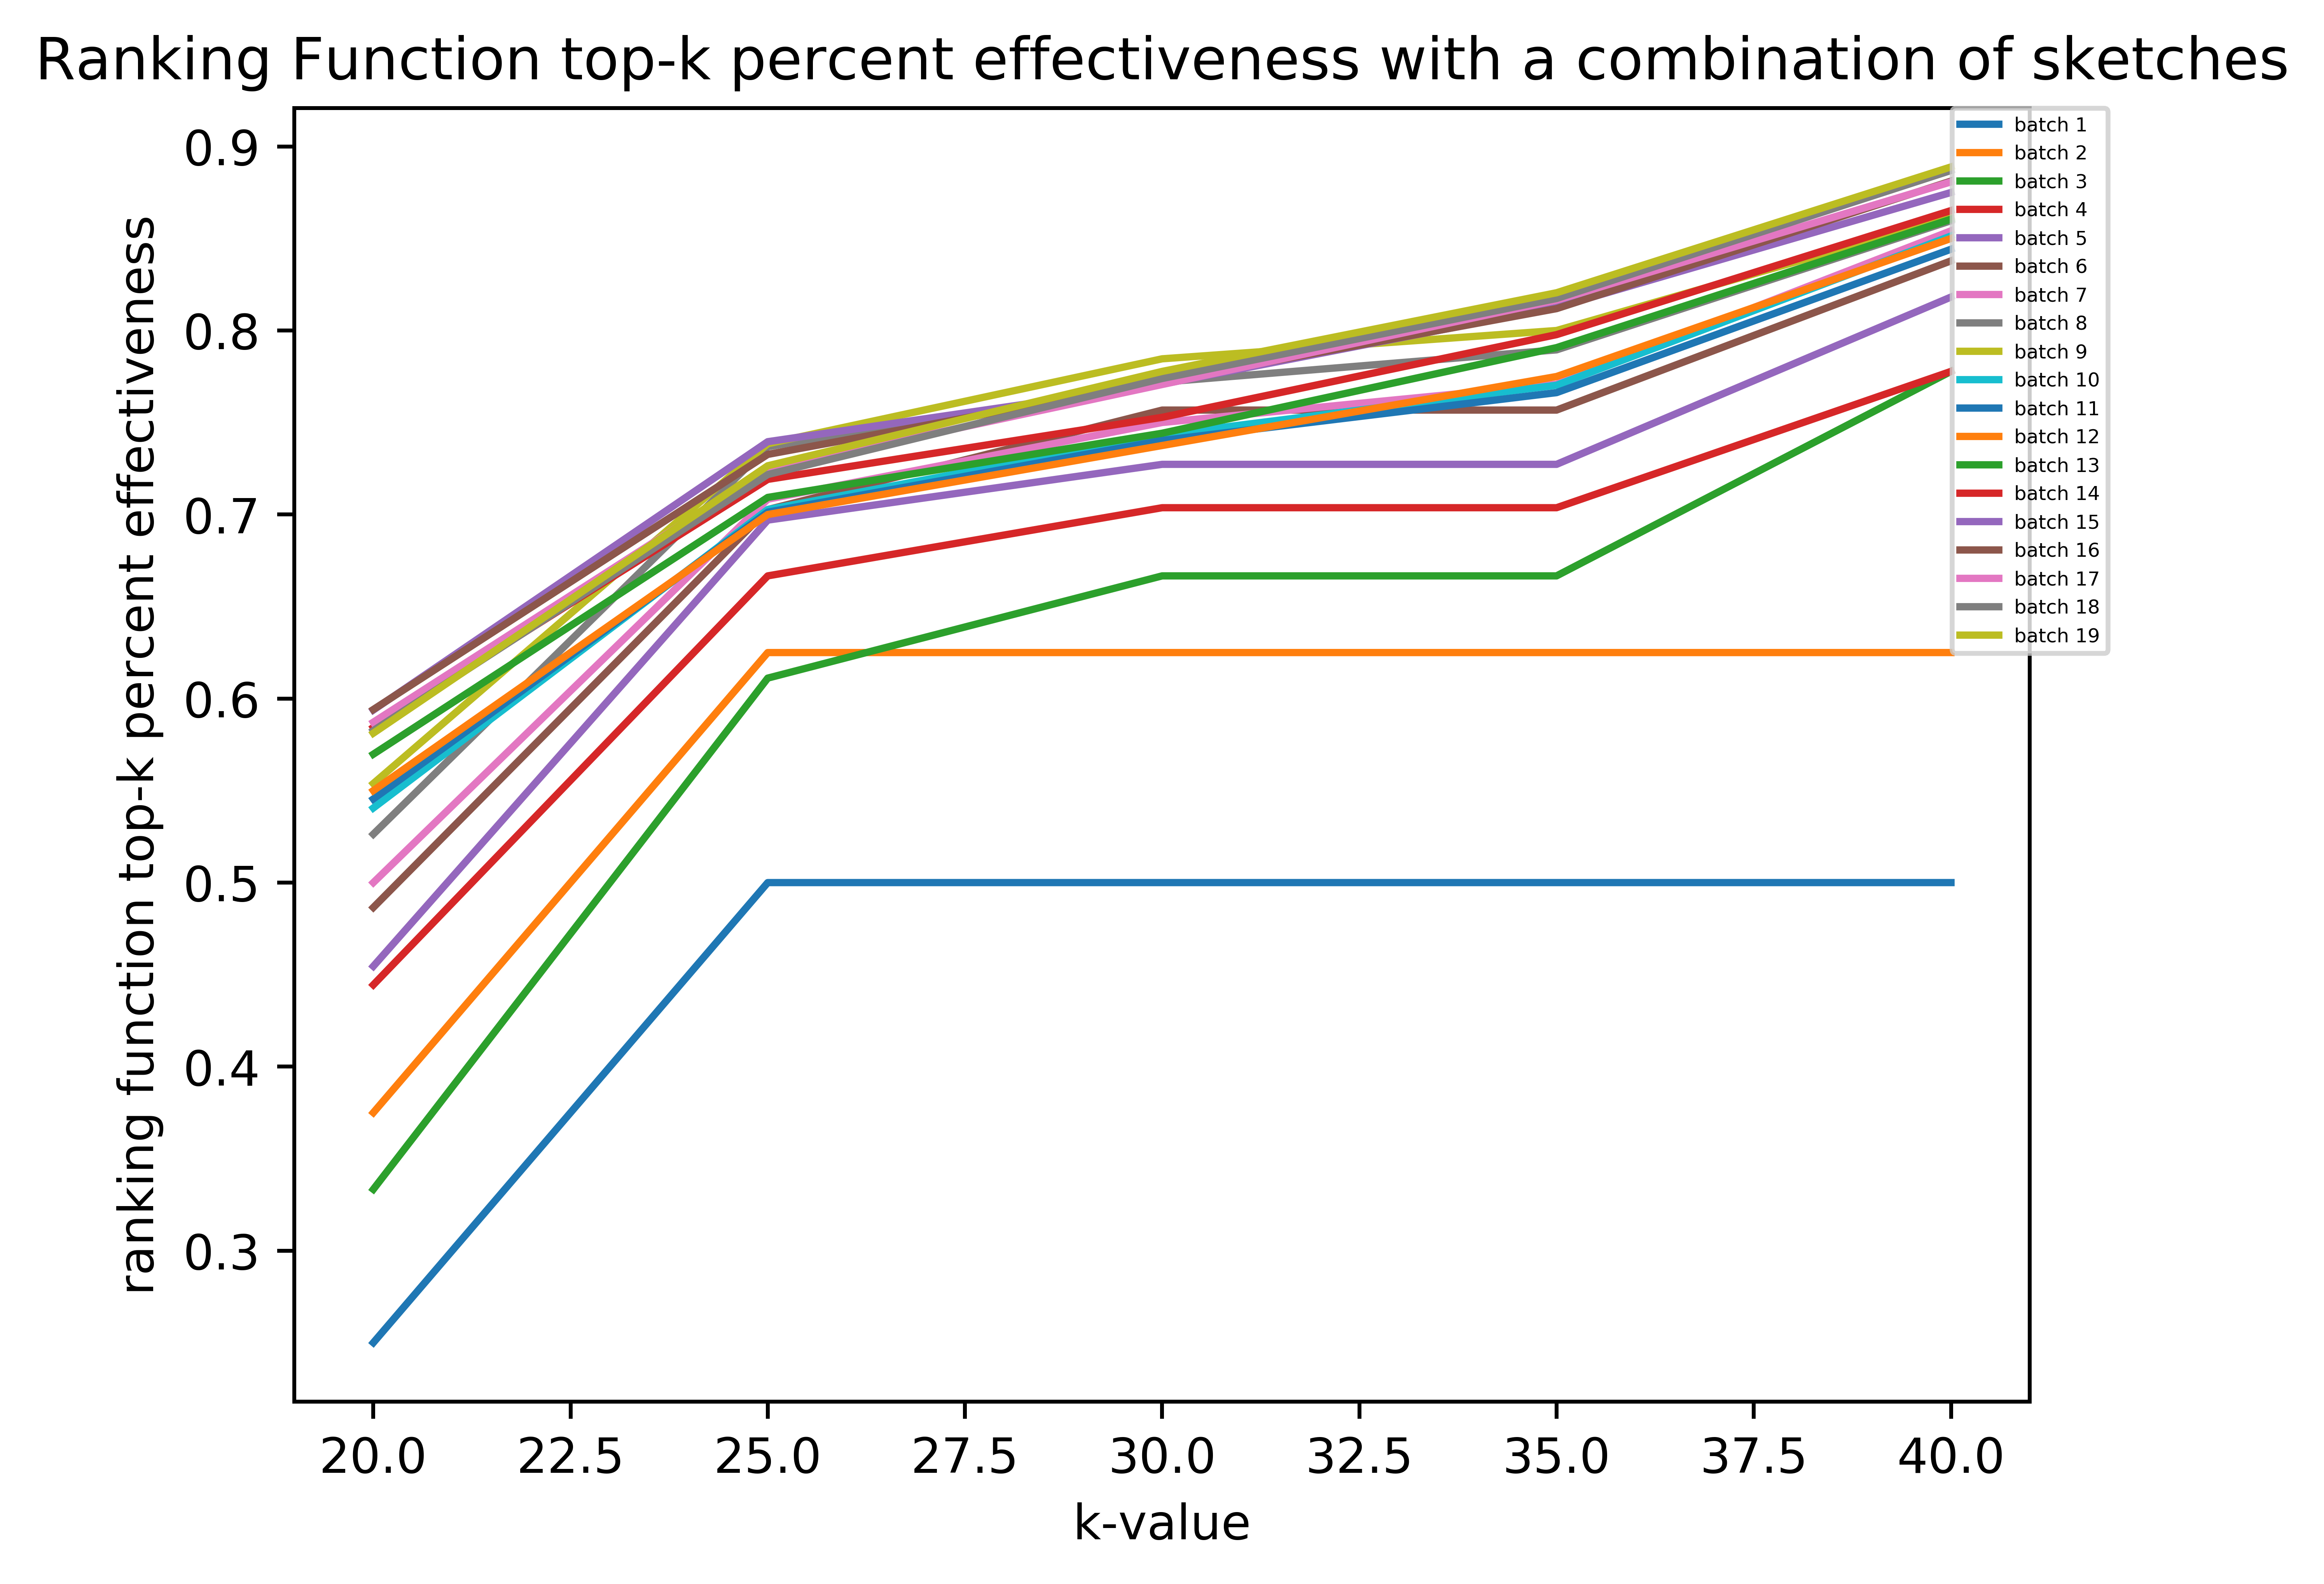 Ranking Function top-k percent effectiveness with a combination of sketches
ranking function top-k percent effectiveness
0.9
0.8
0.7
0.6
0.5
0.4
0.3
20.0 22.5 25.0 27.5 30.0 32.5 35.0 37.5 40.0
k-value
batch 1
batch 2
batch 3
batch 4
batch 5
batch 6
batch 7
batch 8
batch 9
batch 10
batch 11
batch 12
batch 13
batch 14
batch 15
batch 16
batch 17
batch 18
batch 19